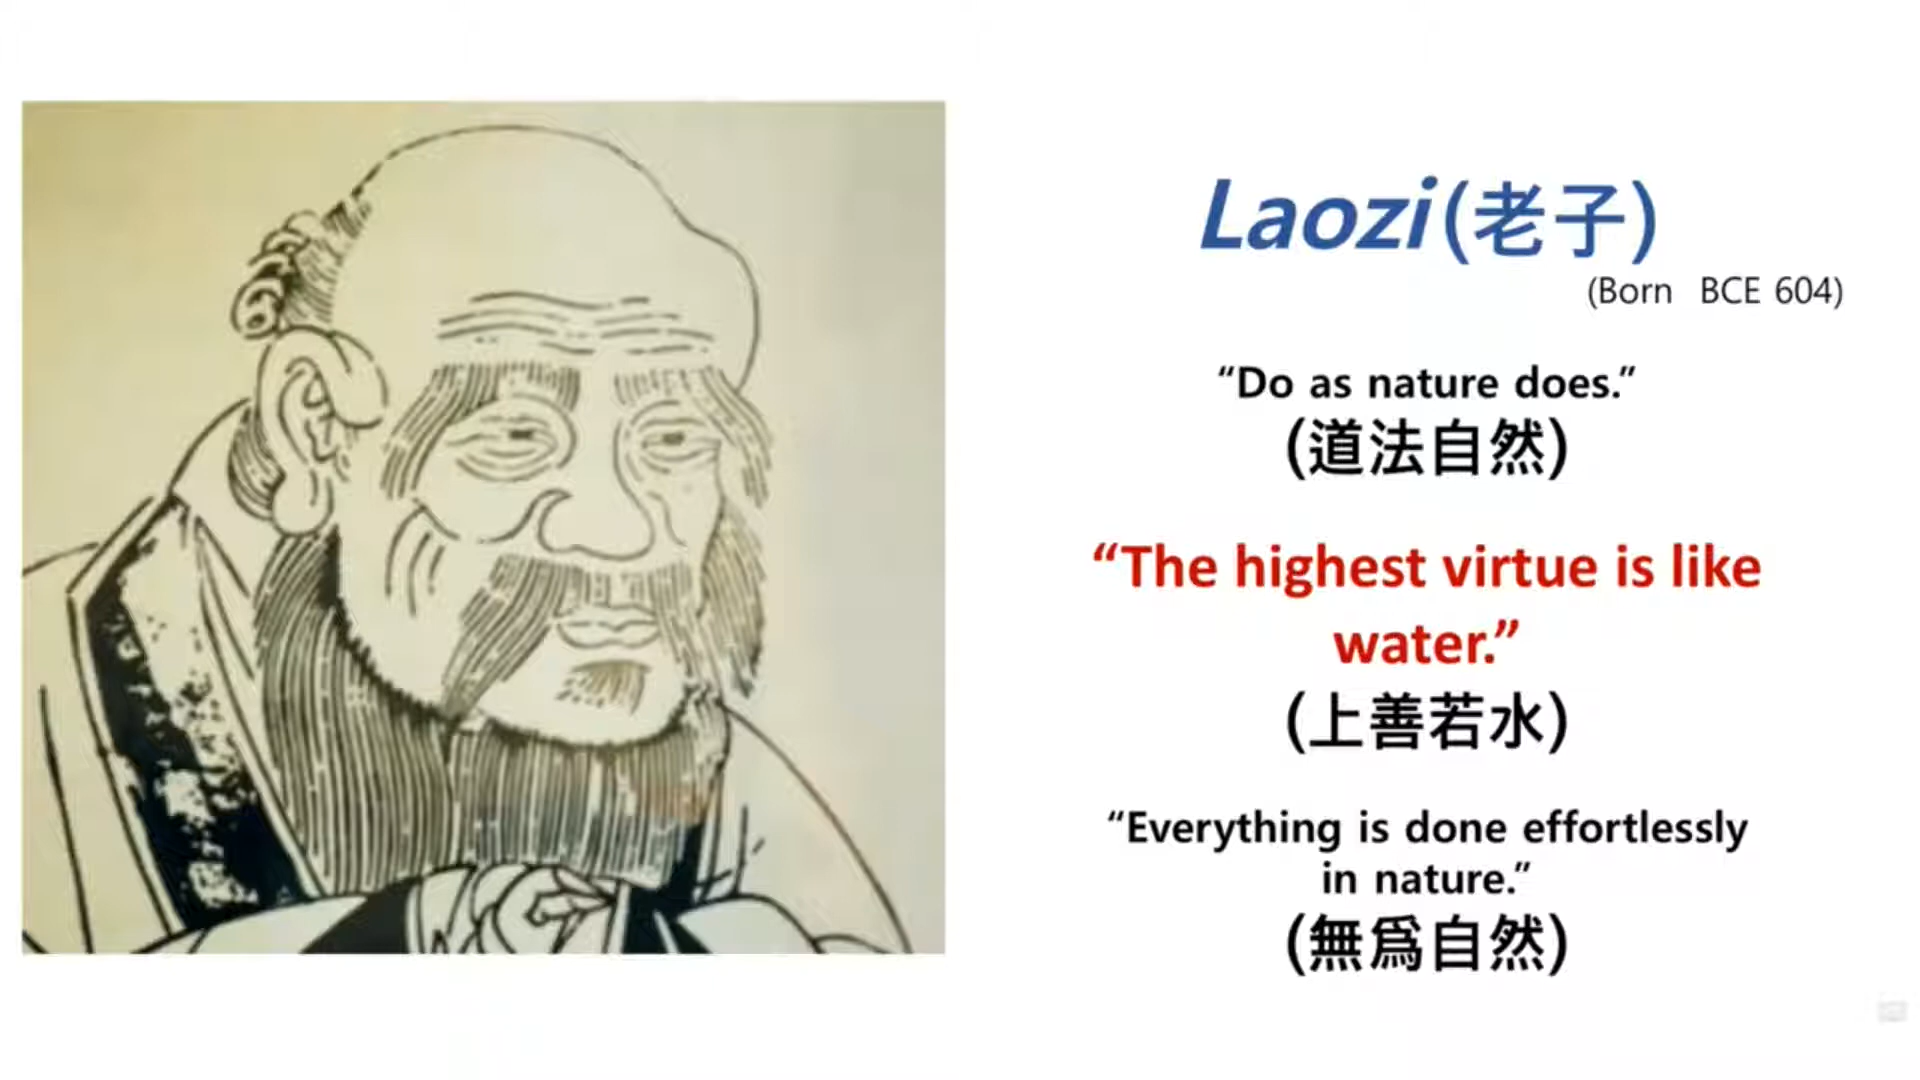 Laozi(老子)
(Born BCE 604)
“Do as nature does.”
(道法自然)
“The highest virtue is like
water.”
(上善若水)
“Everything is done effortlessly
in nature.”
(無爲自然)